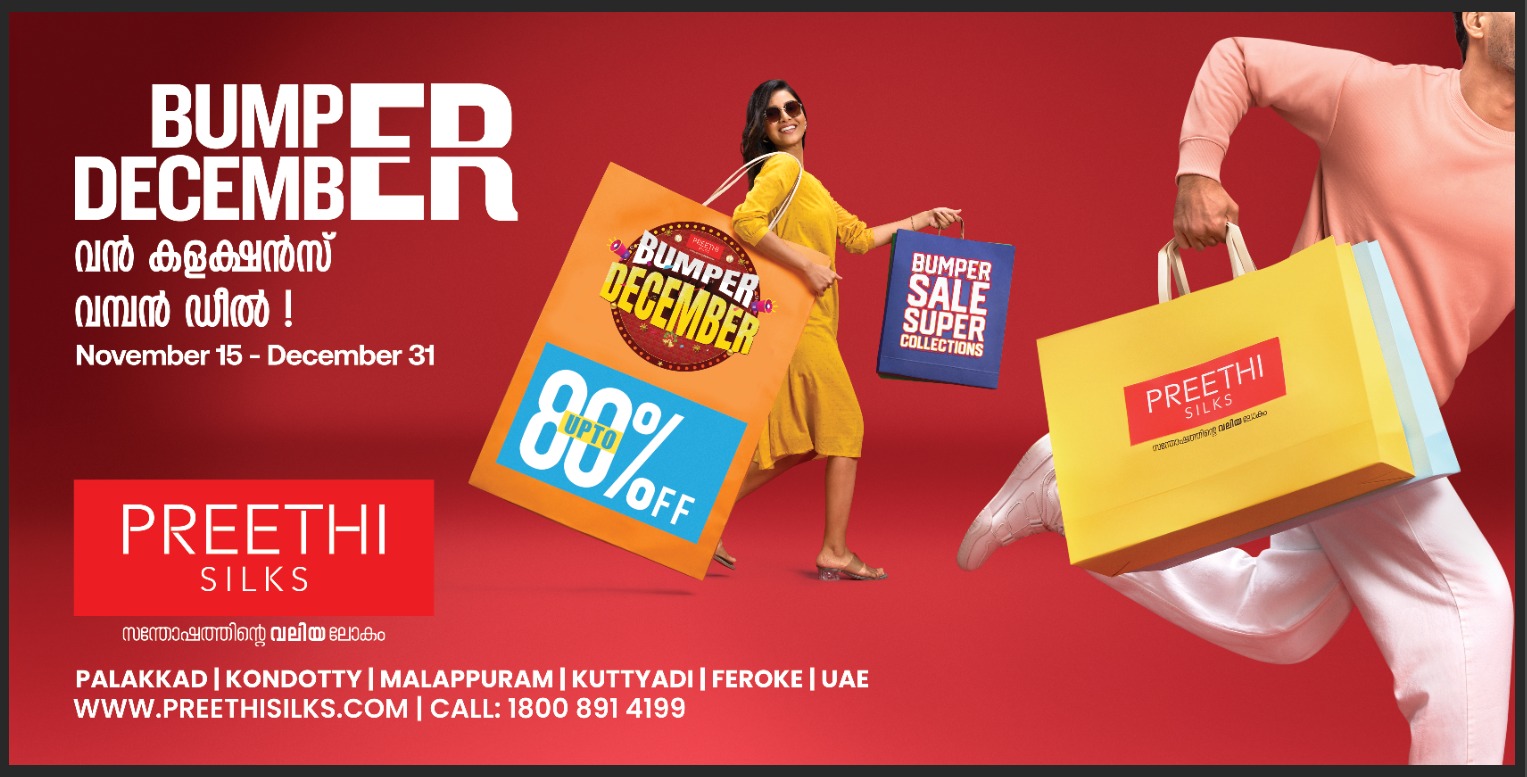 BUMPER
DECEMBER
വൻ കളക്ഷൻസ്
വമ്പൻ ഡീൽ !
November 15 - December 31
PREETHI
SILKS
സന്തോഷത്തിന്റെ വലിയ ലോകം
PALAKKAD | KONDOTTY | MALAPPURAM | KUTTYADI | FEROKE | UAE
WWW.PREETHISILKS.COM | CALL: 1800 891 4199
PREETHI
BUMPER
DECEMBER
UPTO
80% OFF
BUMPER
SALE
SUPER
COLLECTIONS
PREETHI
SILKS
സന്തോഷത്തിന്റെ വലിയ ലോകം